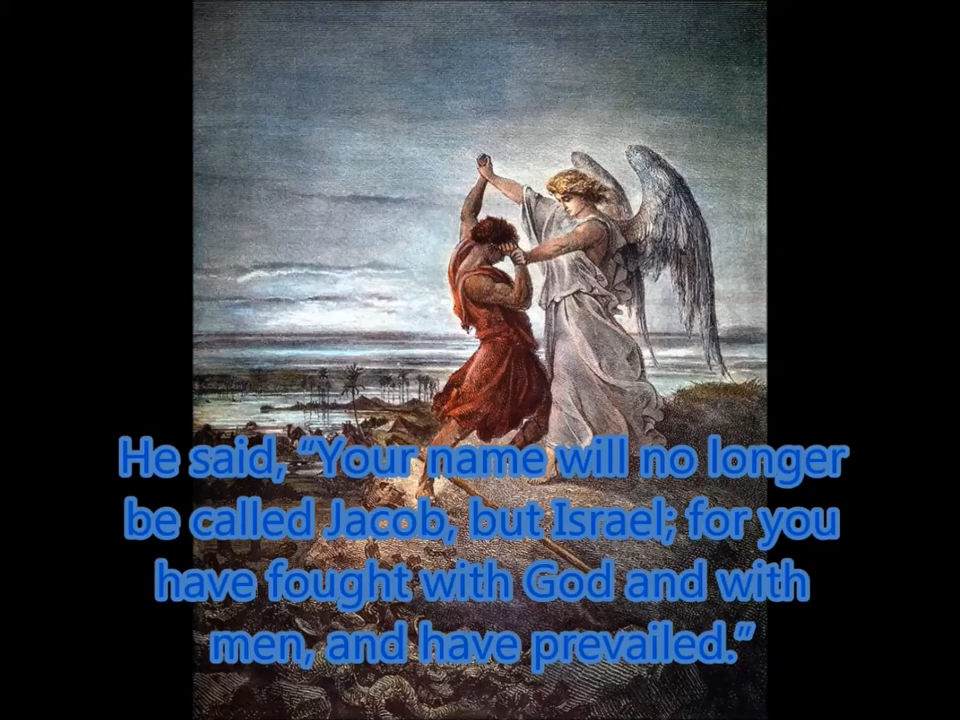 He said, “Your name will no longer
be called Jacob, but Israel; for you
have fought with God and with
men, and have prevailed.”